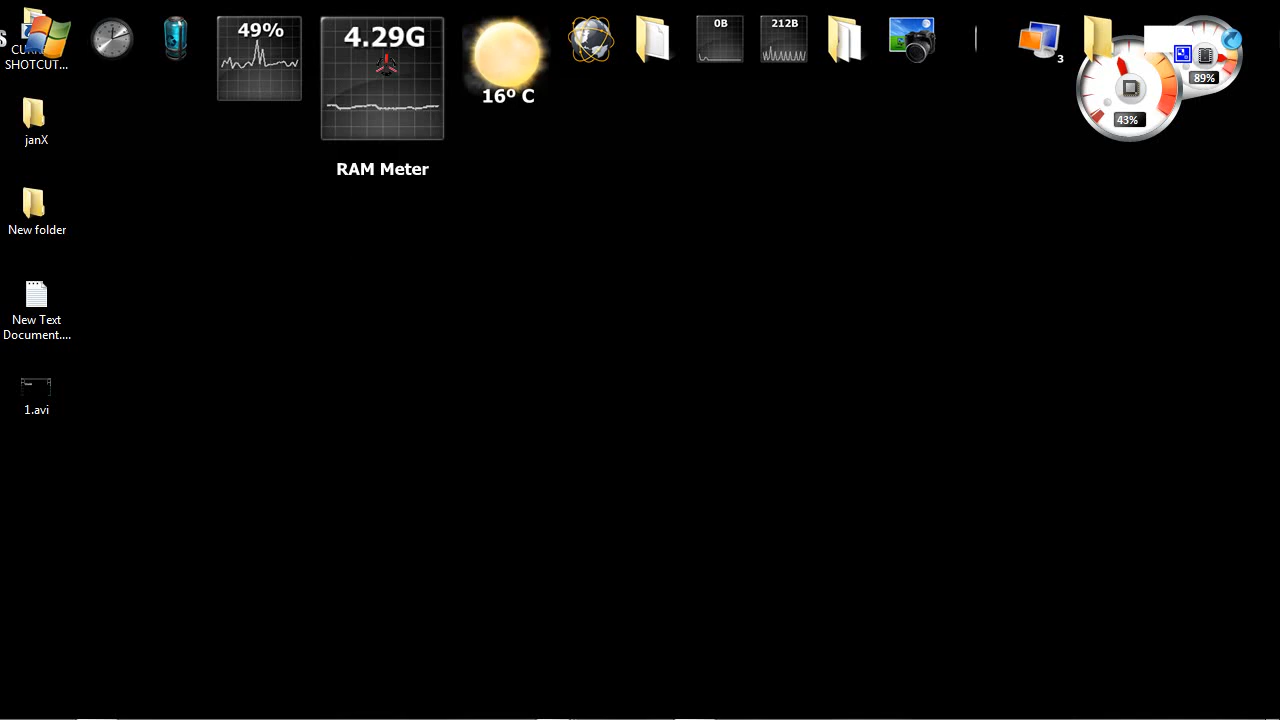 S
CU
SHOTCUT...
49%
4.29G
RAM Meter
16º C
0B
212B
3
89%
43%
janX
New folder
New Text
Document....
1.avi